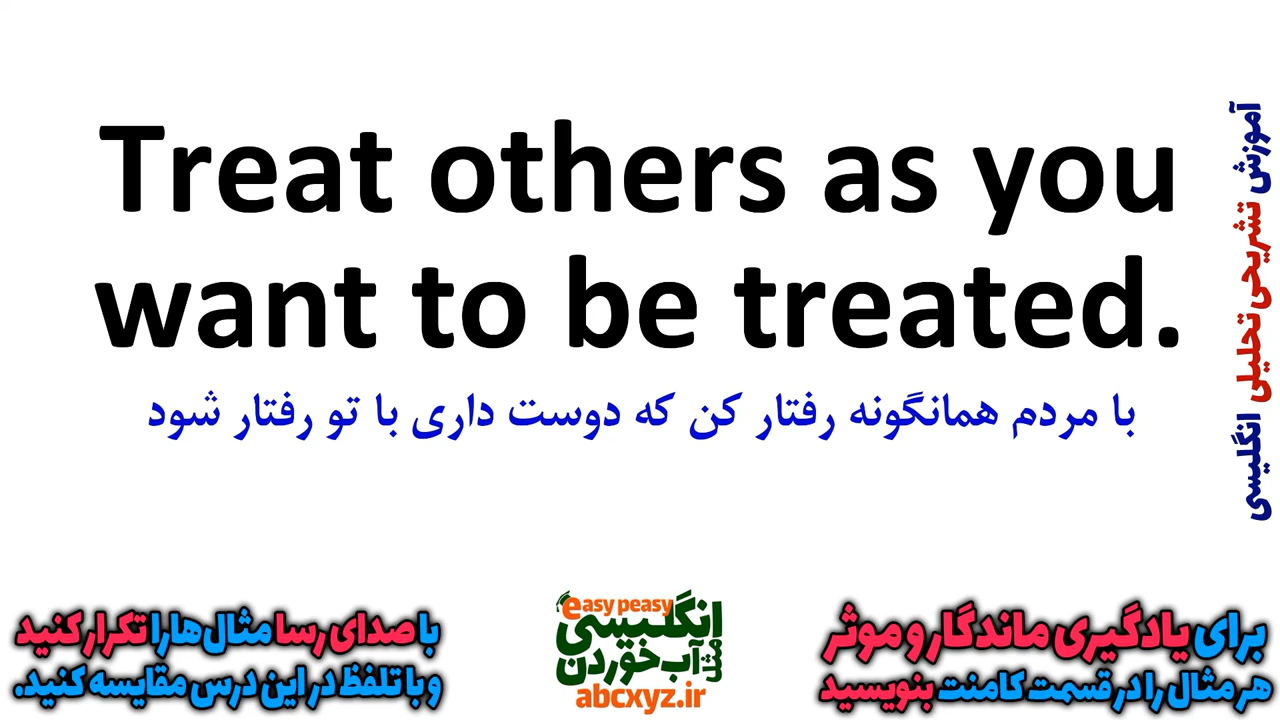 Treat others as you
want to be treated.
با مردم همانگونه رفتار کن که دوست داری با تو رفتار شود
آموزش تشریحی تحلیلی انگلیسی
برای یادگیری ماندگار و موثر
هر مثال را در قسمت کامنت بنویسید
easy peasy
انگلیسی
مثل
آب خوردن
abcxyz.ir
با صدای رسا مثال‌ها را تکرار کنید
و با تلفظ در این درس مقایسه کنید.